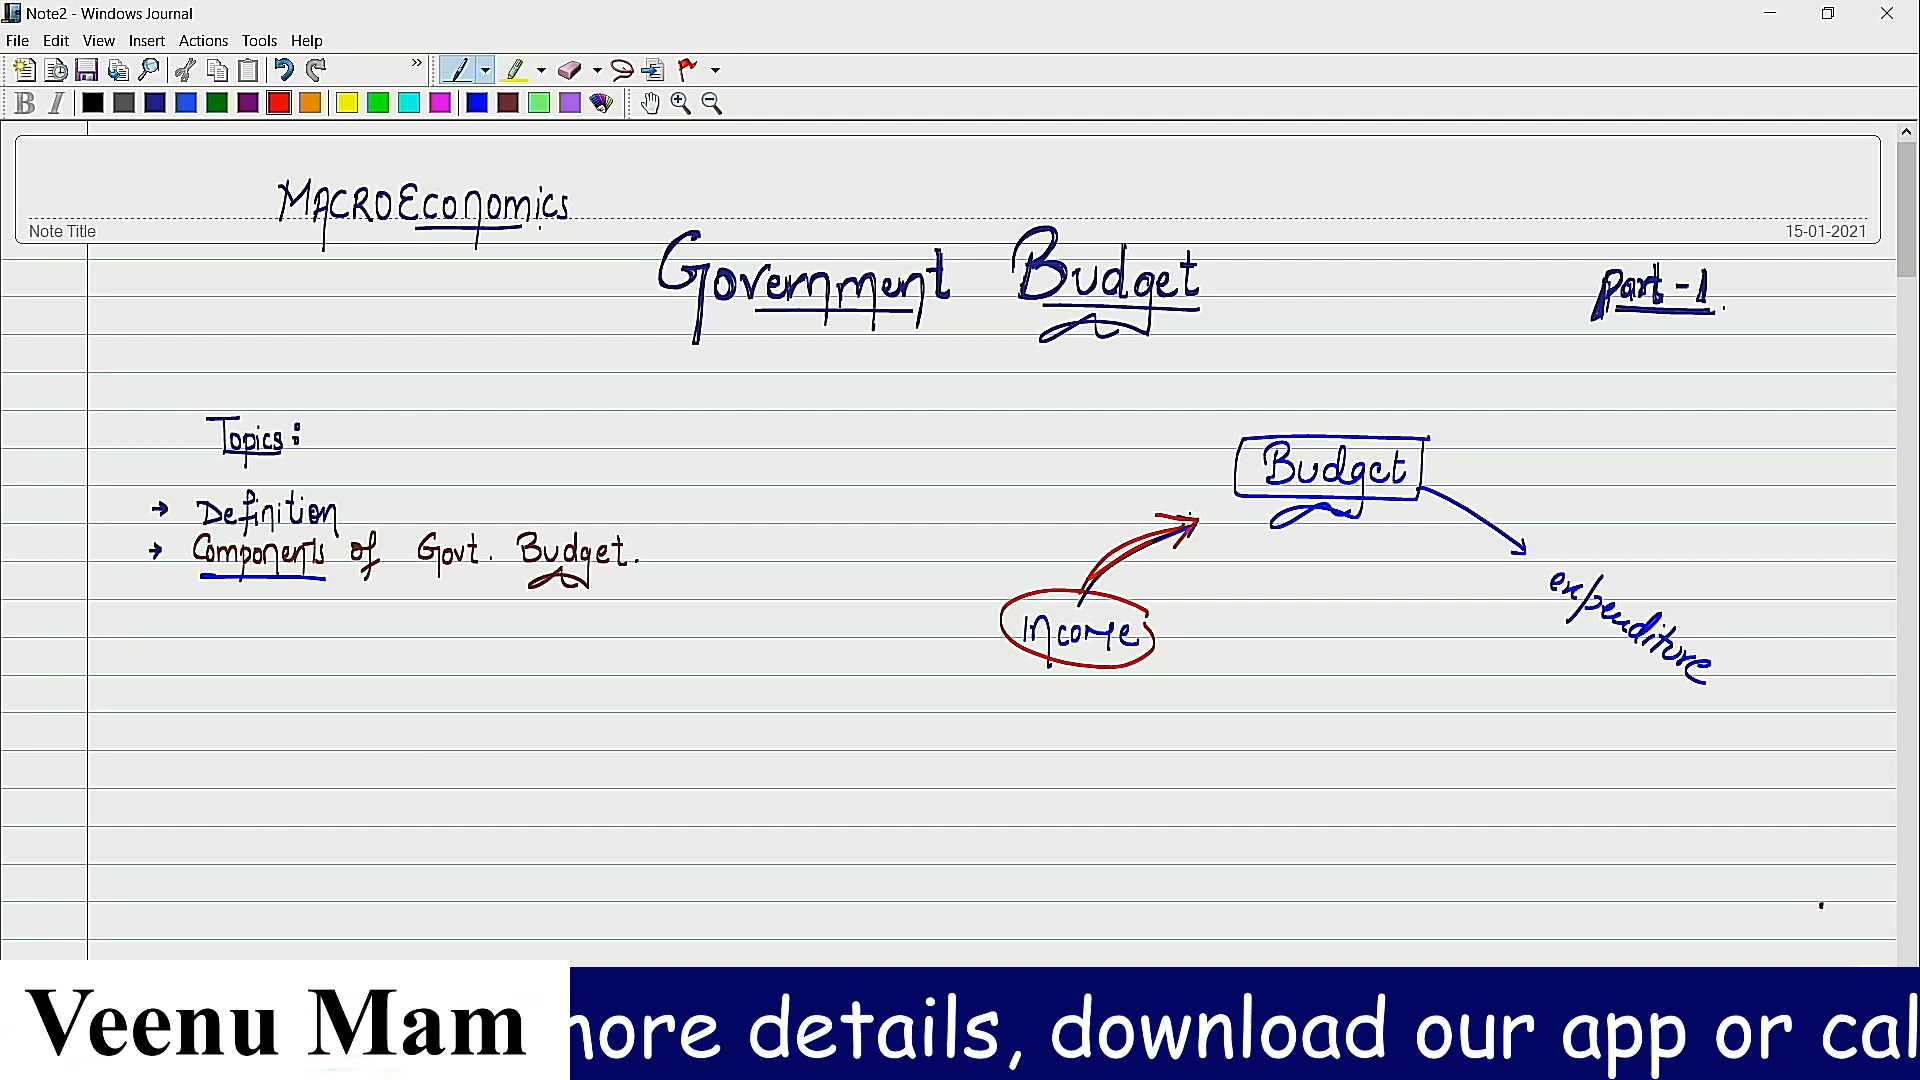 Note2 - Windows Journal
File Edit View Insert Actions Tools Help
B I
MACROEconomics
Note Title
15-01-2021
Government Budget
Part-1.
Topics:
→ Definition
→ Components of Govt. Budget.
Budget
Income
expenditure
Veenu Mam
more details, download our app or cal